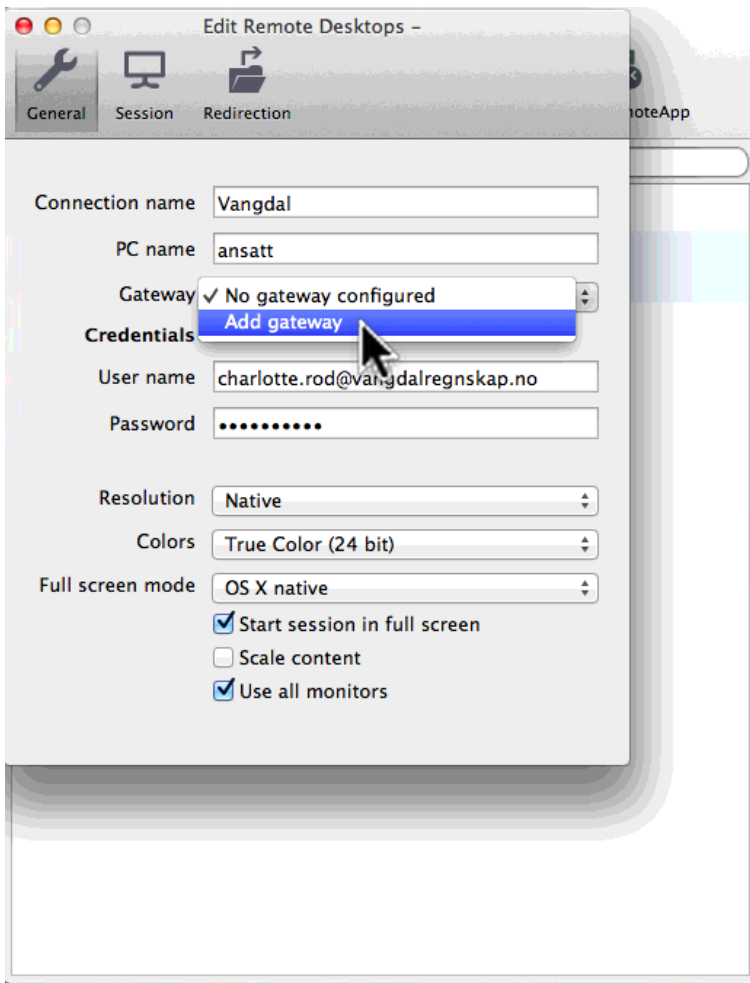 Edit Remote Desktops –
General Session Redirection
oteApp
Connection name Vangdal
PC name ansatt
Gateway ✓ No gateway configured
Add gateway
Credentials
User name charlotte.rod@vangdalregnskap.no
Password ••••••••••
Resolution Native
Colors True Color (24 bit)
Full screen mode OS X native
Start session in full screen
Scale content
Use all monitors